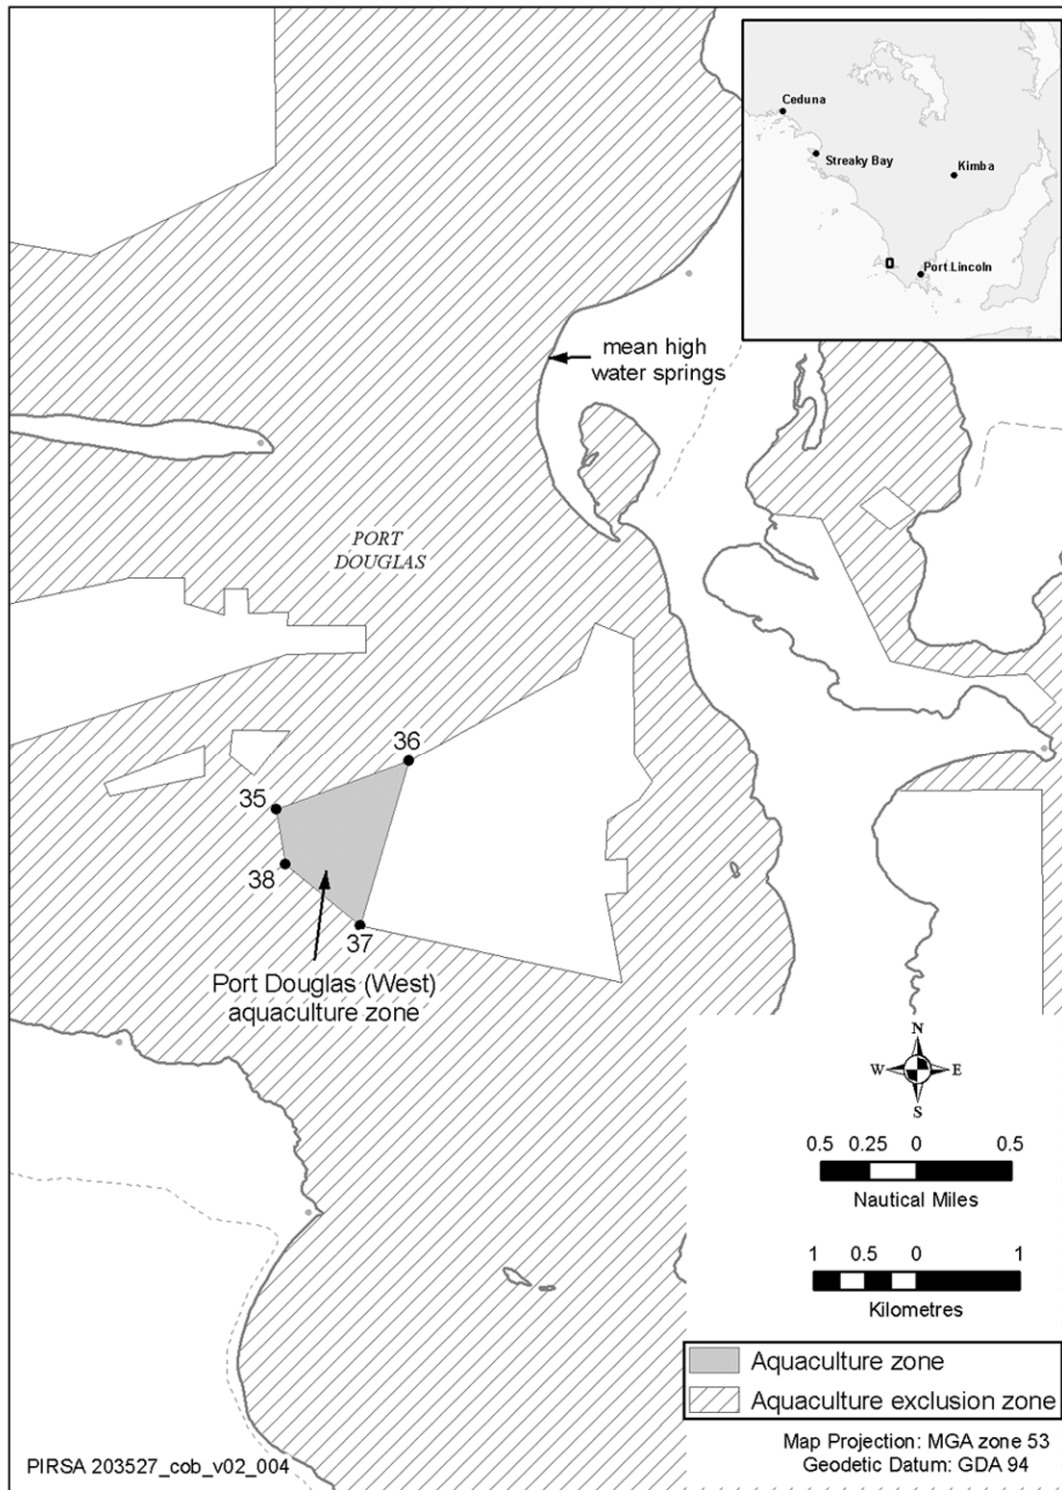 Ceduna
Streaky Bay
Kimba
Port Lincoln
mean high
water springs
PORT
DOUGLAS
36
35
38
37
Port Douglas (West)
aquaculture zone
N
W E
S
0.5 0.25 0 0.5
Nautical Miles
1 0.5 0 1
Kilometres
Aquaculture zone
Aquaculture exclusion zone
Map Projection: MGA zone 53
Geodetic Datum: GDA 94
PIRSA 203527_cob_v02_004